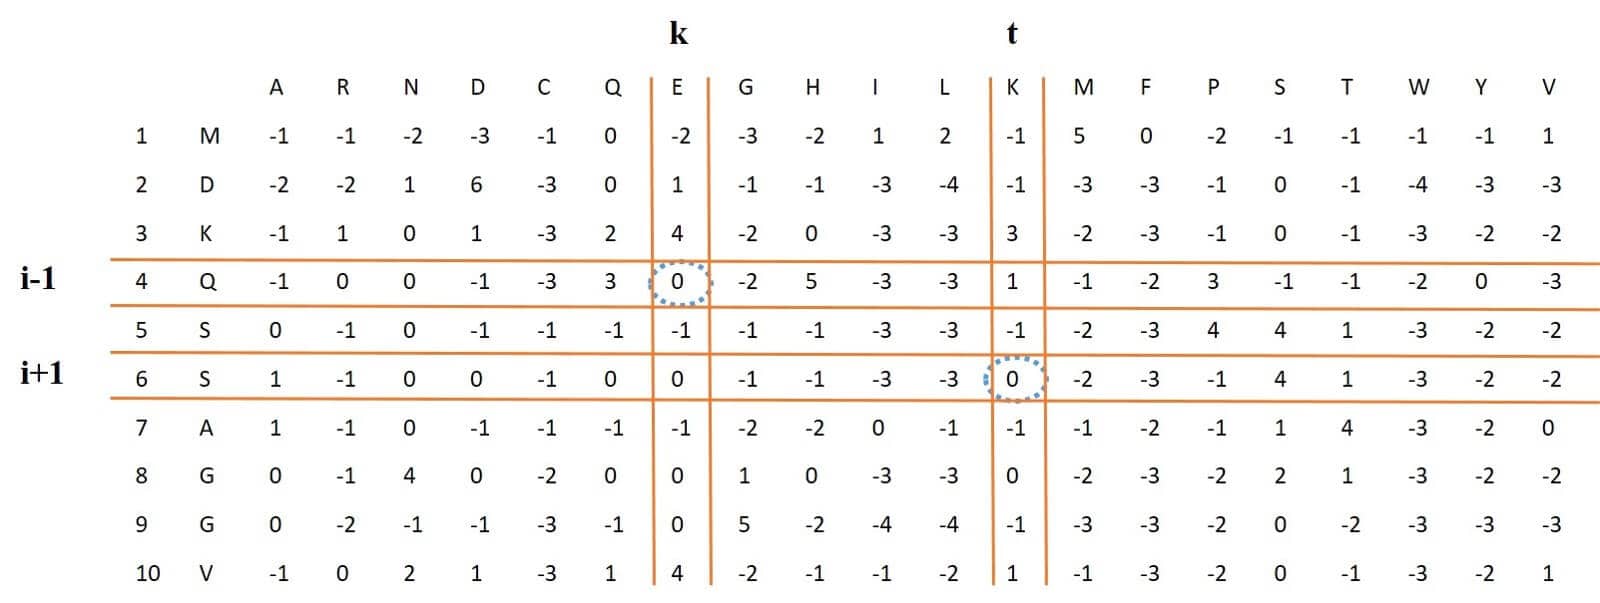 k t
A R N D C Q E G H I L K M F P S T W Y V
1 M -1 -1 -2 -3 -1 0 -2 -3 -2 1 2 -1 5 0 -2 -1 -1 -1 -1 1
2 D -2 -2 1 6 -3 0 1 -1 -1 -3 -4 -1 -3 -3 -1 0 -1 -4 -3 -3
3 K -1 1 0 1 -3 2 4 -2 0 -3 -3 3 -2 -3 -1 0 -1 -3 -2 -2
i-1 4 Q -1 0 0 -1 -3 3 0 -2 5 -3 -3 1 -1 -2 3 -1 -1 -2 0 -3
5 S 0 -1 0 -1 -1 -1 -1 -1 -1 -3 -3 -1 -2 -3 4 4 1 -3 -2 -2
i+1 6 S 1 -1 0 0 -1 0 0 -1 -1 -3 -3 0 -2 -3 -1 4 1 -3 -2 -2
7 A 1 -1 0 -1 -1 -1 -1 -2 -2 0 -1 -1 -1 -2 -1 1 4 -3 -2 0
8 G 0 -1 4 0 -2 0 0 1 0 -3 -3 0 -2 -3 -2 2 1 -3 -2 -2
9 G 0 -2 -1 -1 -3 -1 0 5 -2 -4 -4 -1 -3 -3 -2 0 -2 -3 -3 -3
10 V -1 0 2 1 -3 1 4 -2 -1 -1 -2 1 -1 -3 -2 0 -1 -3 -2 1